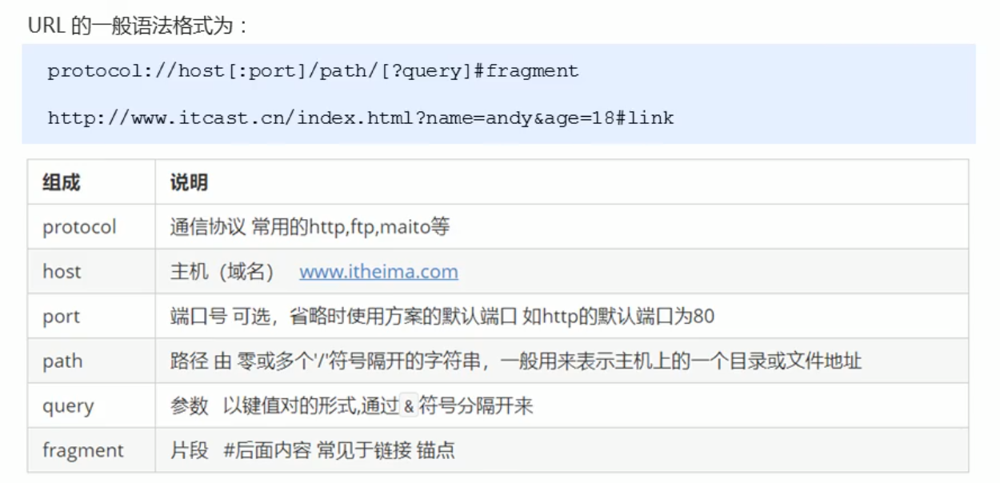 URL 的一般语法格式为：
protocol://host[:port]/path/[?query]#fragment
http://www.itcast.cn/index.html?name=andy&age=18#link
组成 说明
protocol 通信协议 常用的http,ftp,maito等
host 主机（域名） www.itheima.com
port 端口号 可选，省略时使用方案的默认端口 如http的默认端口为80
path 路径 由 零或多个'/'符号隔开的字符串，一般用来表示主机上的一个目录或文件地址
query 参数 以键值对的形式,通过&符号分隔开来
fragment 片段 #后面内容 常见于链接 锚点